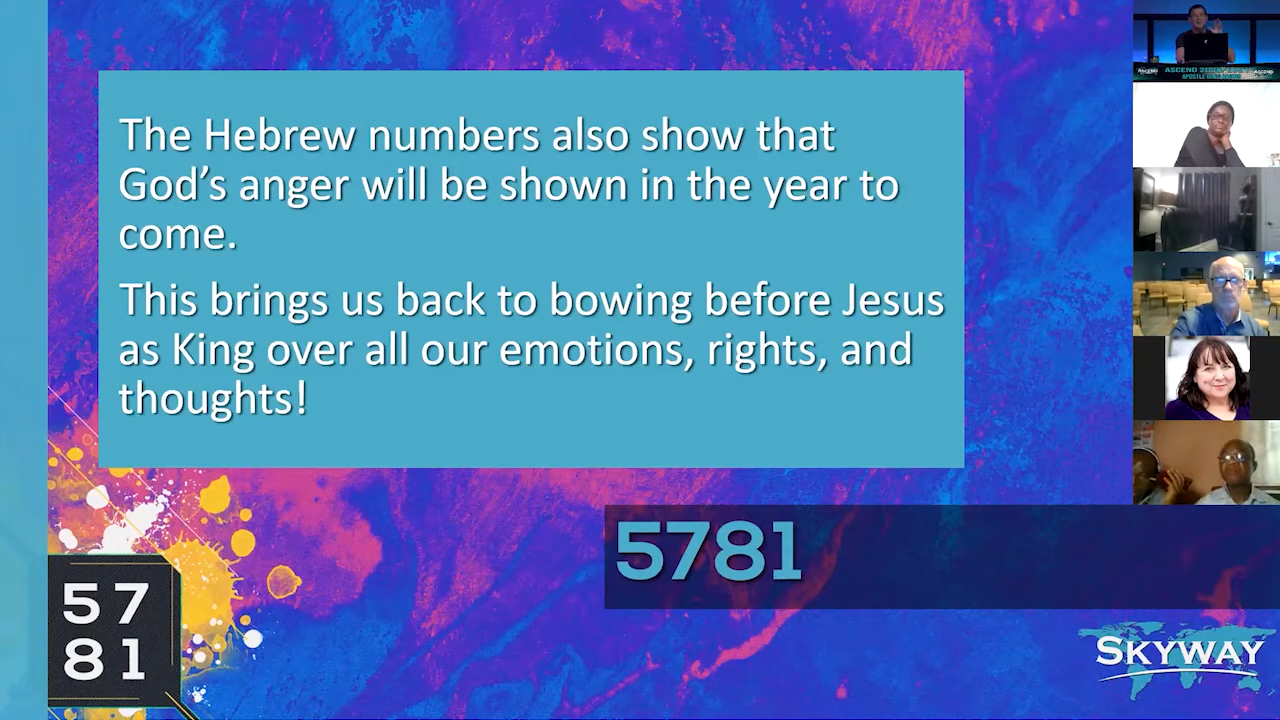 The Hebrew numbers also show that
God's anger will be shown in the year to
come.
This brings us back to bowing before Jesus
as King over all our emotions, rights, and
thoughts!
5781
57
81
SKYWAY